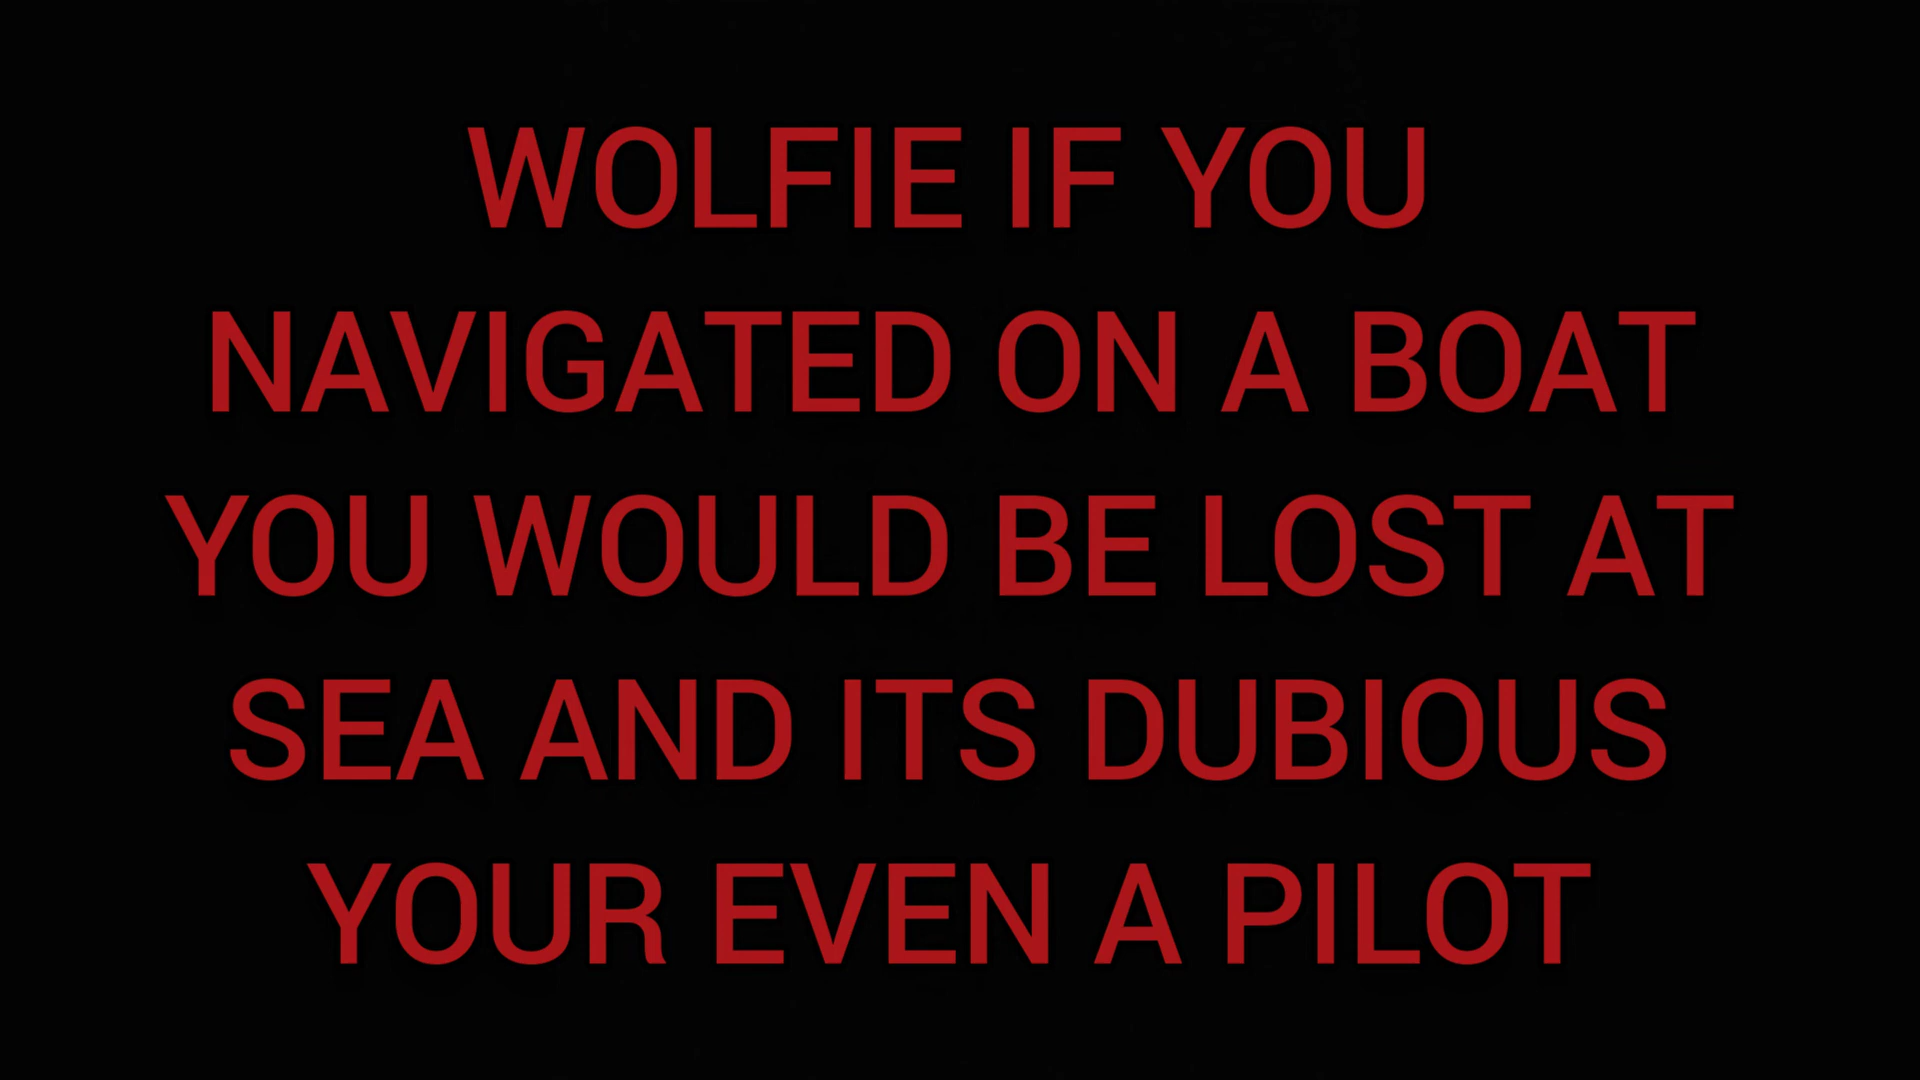 WOLFIE IF YOU
NAVIGATED ON A BOAT
YOU WOULD BE LOST AT
SEA AND ITS DUBIOUS
YOUR EVEN A PILOT